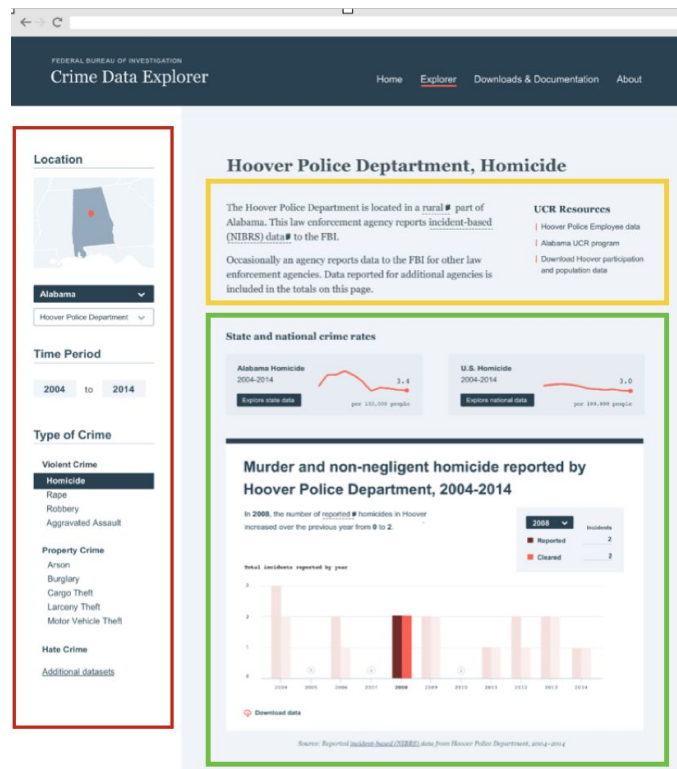 FEDERAL BUREAU OF INVESTIGATION
Crime Data Explorer
Home Explorer Downloads & Documentation About
Location
Alabama
Hoover Police Department
Time Period
2004 to 2014
Type of Crime
Violent Crime
Homicide
Rape
Robbery
Aggravated Assault
Property Crime
Arson
Burglary
Cargo Theft
Larceny Theft
Motor Vehicle Theft
Hate Crime
Additional datasets
Hoover Police Deptartment, Homicide
The Hoover Police Department is located in a rural part of
Alabama. This law enforcement agency reports incident-based
(NIBRS) data to the FBI.
Occasionally an agency reports data to the FBI for other law
enforcement agencies. Data reported for additional agencies is
included in the totals on this page.
UCR Resources
Hoover Police Employee data
Alabama UCR program
Download Hoover participation
and population data
State and national crime rates
Alabama Homicide
2004-2014
3.4
Explore state data
per people
U.S. Homicide
2004-2014
3.0
Explore national data
per people
Murder and non-negligent homicide reported by
Hoover Police Department, 2004-2014
In 2008, the number of reported homicides in Hoover
increased over the previous year from 0 to 2.
2008 Incidents
Reported 2
Cleared 2
Total incidents reported by year
3
2
1
0
2004 2005 2006 2007 2008 2009 2010 2011 2012 2013 2014
Download data
Source: Reported incident-based (NIBRS) data from Hoover Police Department, 2004–2014